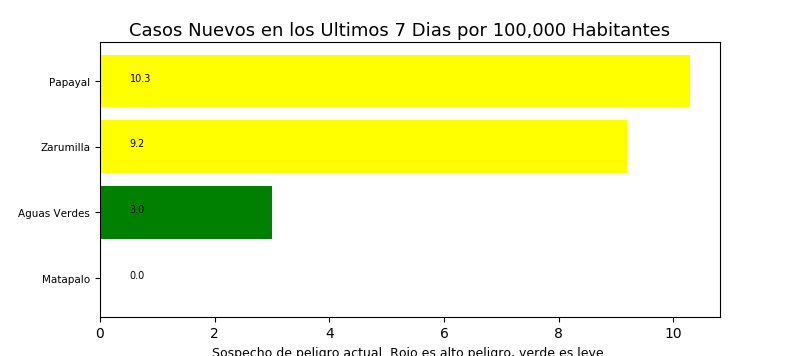 Casos Nuevos en los Ultimos 7 Dias por 100,000 Habitantes
Papayal
10.3
Zarumilla
9.2
Aguas Verdes
3.0
Matapalo
0.0
0 2 4 6 8 10
Sospecho de peligro actual. Rojo es alto peligro, verde es leve